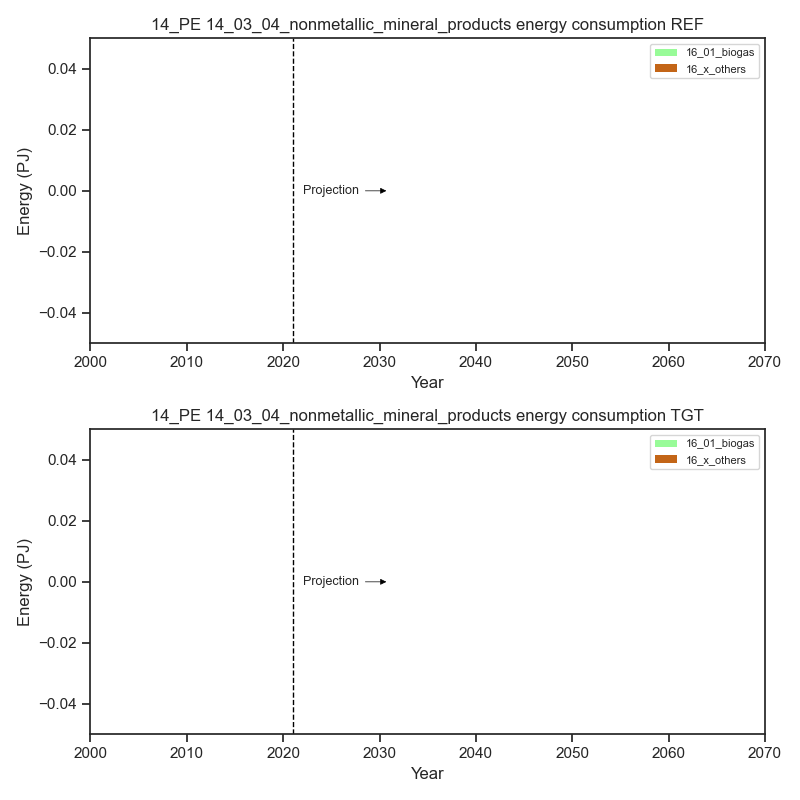 14_PE 14_03_04_nonmetallic_mineral_products energy consumption REF
16_01_biogas
16_x_others
0.04
0.02
0.00
−0.02
−0.04
Energy (PJ)
Projection
2000 2010 2020 2030 2040 2050 2060 2070
Year
14_PE 14_03_04_nonmetallic_mineral_products energy consumption TGT
16_01_biogas
16_x_others
0.04
0.02
0.00
−0.02
−0.04
Energy (PJ)
Projection
2000 2010 2020 2030 2040 2050 2060 2070
Year